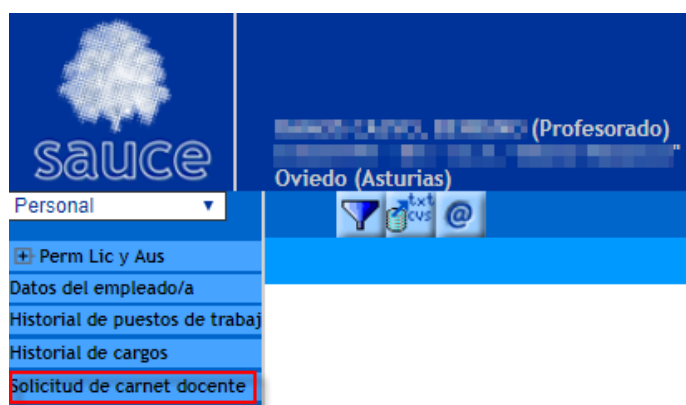 sauce
(Profesorado)
"
Oviedo (Asturias)
Personal
txt
cvs
@
Perm Lic y Aus
Datos del empleado/a
Historial de puestos de trabaj
Historial de cargos
Solicitud de carnet docente